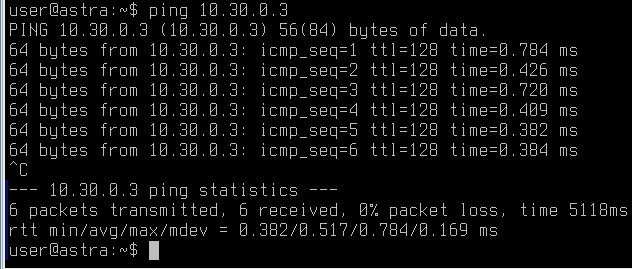 user@astra:~$ ping 10.30.0.3
PING 10.30.0.3 (10.30.0.3) 56(84) bytes of data.
64 bytes from 10.30.0.3: icmp_seq=1 ttl=128 time=0.784 ms
64 bytes from 10.30.0.3: icmp_seq=2 ttl=128 time=0.426 ms
64 bytes from 10.30.0.3: icmp_seq=3 ttl=128 time=0.720 ms
64 bytes from 10.30.0.3: icmp_seq=4 ttl=128 time=0.409 ms
64 bytes from 10.30.0.3: icmp_seq=5 ttl=128 time=0.382 ms
64 bytes from 10.30.0.3: icmp_seq=6 ttl=128 time=0.384 ms
^C
--- 10.30.0.3 ping statistics ---
6 packets transmitted, 6 received, 0% packet loss, time 5118ms
rtt min/avg/max/mdev = 0.382/0.517/0.784/0.169 ms
user@astra:~$